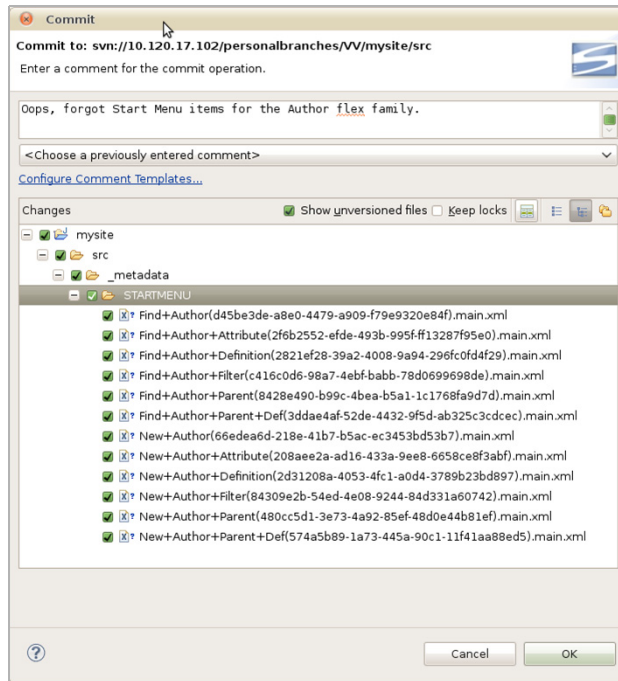 Commit
Commit to: svn://10.120.17.102/personalbranches/VV/mysite/src
Enter a comment for the commit operation.
Oops, forgot Start Menu items for the Author flex family.
<Choose a previously entered comment>
Configure Comment Templates...
Changes Show unversioned files Keep locks
mysite
src
_metadata
STARTMENU
Find+Author(d45be3de-a8e0-4479-a909-f79e9320e84f).main.xml
Find+Author+Attribute(2f6b2552-efde-493b-995f-ff13287f95e0).main.xml
Find+Author+Definition(2821ef28-39a2-4008-9a94-296fc0fd4f29).main.xml
Find+Author+Filter(c416c0d6-98a7-4ebf-babb-78d0699698de).main.xml
Find+Author+Parent(8428e490-b99c-4bea-b5a1-1c1768fa9d7d).main.xml
Find+Author+Parent+Def(3ddae4af-52de-4432-9f5d-ab325c3cdcec).main.xml
New+Author(66edea6d-218e-41b7-b5ac-ec3453bd53b7).main.xml
New+Author+Attribute(208aee2a-ad16-433a-9ee8-6658ce8f3abf).main.xml
New+Author+Definition(2d31208a-4053-4fc1-a0d4-3789b23bd897).main.xml
New+Author+Filter(84309e2b-54ed-4e08-9244-84d331a60742).main.xml
New+Author+Parent(480cc5d1-3e73-4a92-85ef-48d0e44b81ef).main.xml
New+Author+Parent+Def(574a5b89-1a73-445a-90c1-11f41aa88ed5).main.xml
Cancel OK